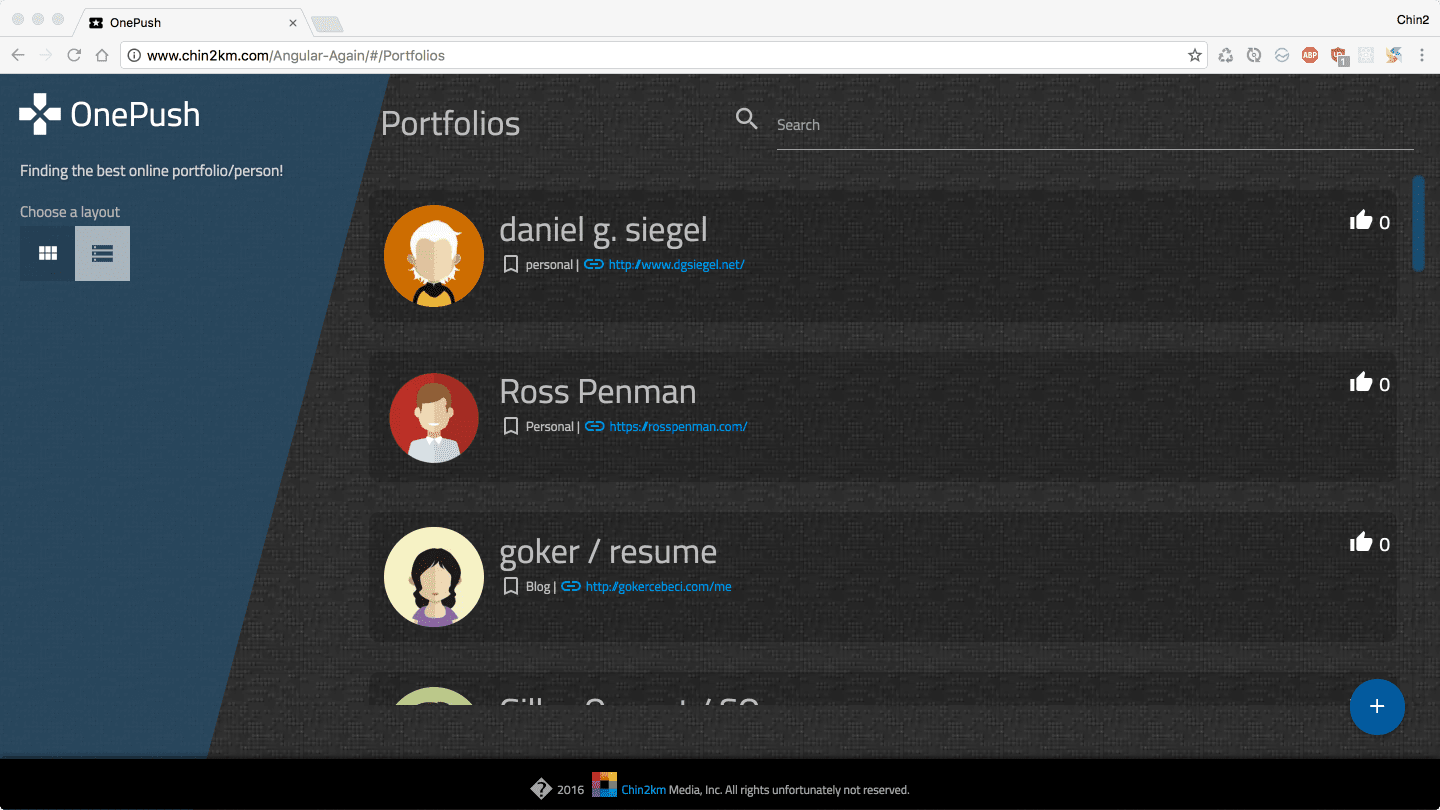 OnePush
Chin2
www.chin2km.com/Angular-Again/#/Portfolios
ABP
1
OnePush
Finding the best online portfolio/person!
Choose a layout
Portfolios
Search
daniel g. siegel
personal | http://www.dgsiegel.net/
0
Ross Penman
Personal | https://rosspenman.com/
0
goker / resume
Blog | http://gokercebeci.com/me
0
+
2016 Chin2km Media, Inc. All rights unfortunately not reserved.